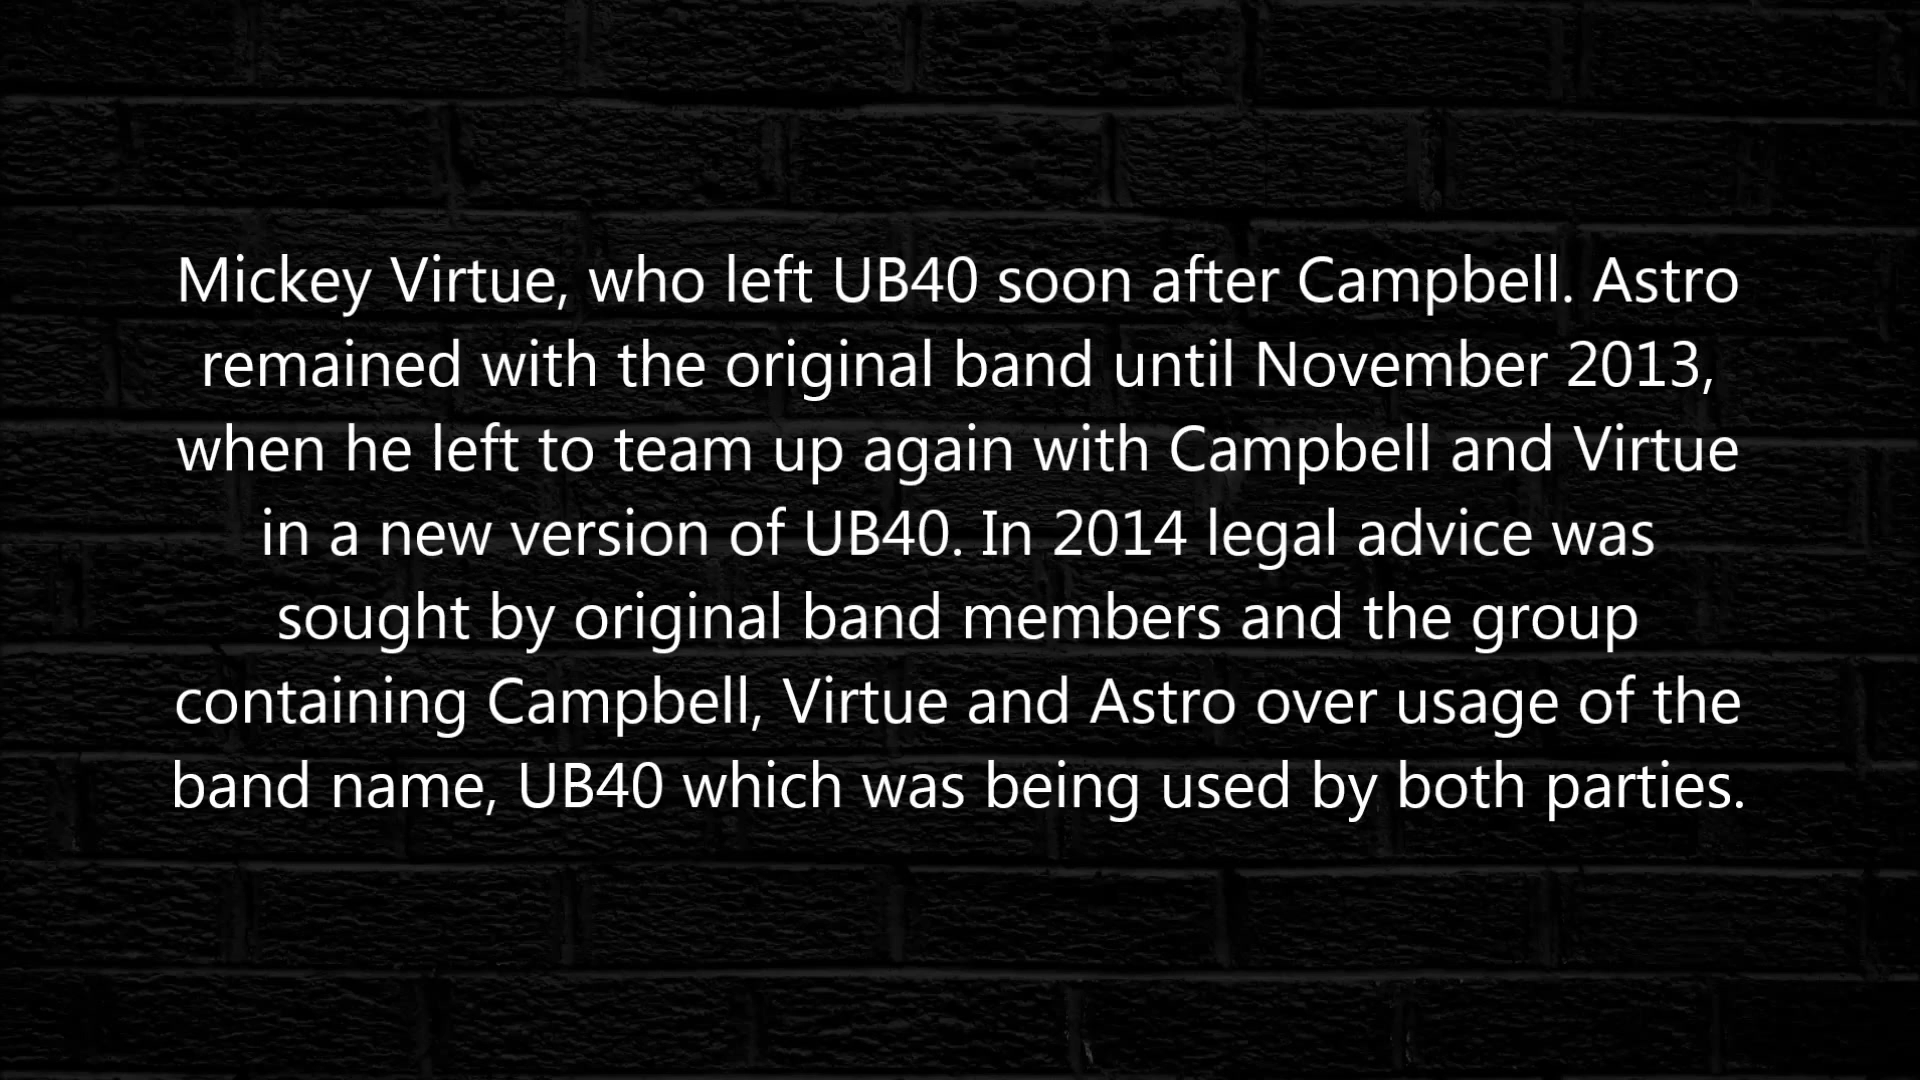 Mickey Virtue, who left UB40 soon after Campbell. Astro
remained with the original band until November 2013,
when he left to team up again with Campbell and Virtue
in a new version of UB40. In 2014 legal advice was
sought by original band members and the group
containing Campbell, Virtue and Astro over usage of the
band name, UB40 which was being used by both parties.